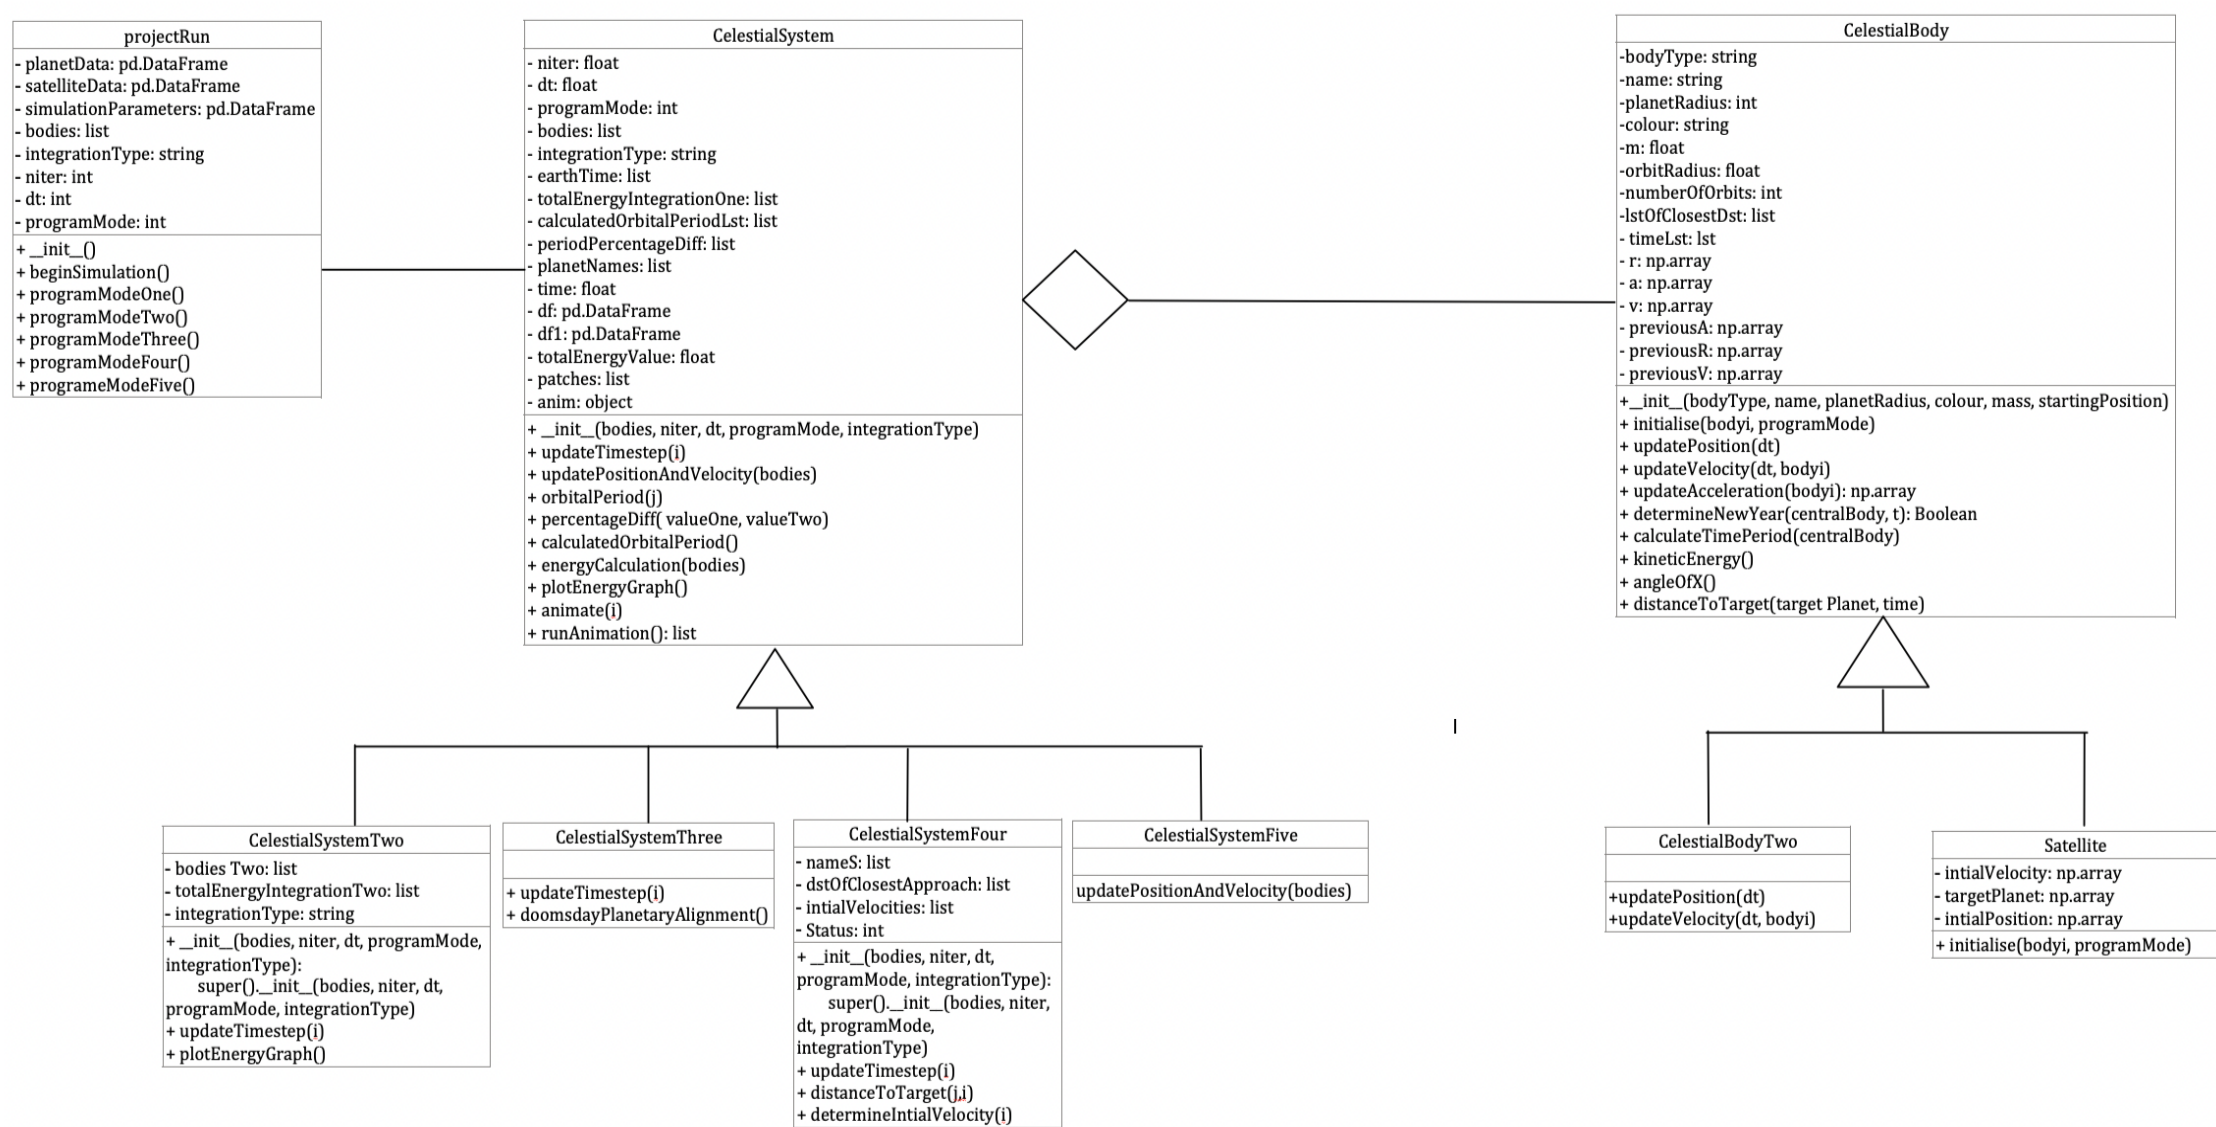 projectRun
- planetData: pd.DataFrame
- satelliteData: pd.DataFrame
- simulationParameters: pd.DataFrame
- bodies: list
- integrationType: string
- niter: int
- dt: int
- programMode: int
+ __init__()
+ beginSimulation()
+ programModeOne()
+ programModeTwo()
+ programModeThree()
+ programModeFour()
+ programeModeFive()
CelestialSystem
- niter: float
- dt: float
- programMode: int
- bodies: list
- integrationType: string
- earthTime: list
- totalEnergyIntegrationOne: list
- calculatedOrbitalPeriodLst: list
- periodPercentageDiff: list
- planetNames: list
- time: float
- df: pd.DataFrame
- df1: pd.DataFrame
- totalEnergyValue: float
- patches: list
- anim: object
+ __init__(bodies, niter, dt, programMode, integrationType)
+ updateTimestep(i)
+ updatePositionAndVelocity(bodies)
+ orbitalPeriod(j)
+ percentageDiff( valueOne, valueTwo)
+ calculatedOrbitalPeriod()
+ energyCalculation(bodies)
+ plotEnergyGraph()
+ animate(i)
+ runAnimation(): list
CelestialBody
-bodyType: string
-name: string
-planetRadius: int
-colour: string
-m: float
-orbitRadius: float
-numberOfOrbits: int
-lstOfClosestDst: list
- timeLst: lst
- r: np.array
- a: np.array
- v: np.array
- previousA: np.array
- previousR: np.array
- previousV: np.array
+__init__(bodyType, name, planetRadius, colour, mass, startingPosition)
+ initialise(bodyi, programMode)
+ updatePosition(dt)
+ updateVelocity(dt, bodyi)
+ updateAcceleration(bodyi): np.array
+ determineNewYear(centralBody, t): Boolean
+ calculateTimePeriod(centralBody)
+ kineticEnergy()
+ angleOfX()
+ distanceToTarget(target Planet, time)
CelestialSystemTwo
- bodies Two: list
- totalEnergyIntegrationTwo: list
- integrationType: string
+ __init__(bodies, niter, dt, programMode,
integrationType):
super().__init__(bodies, niter, dt,
programMode, integrationType)
+ updateTimestep(i)
+ plotEnergyGraph()
CelestialSystemThree
+ updateTimestep(i)
+ doomsdayPlanetaryAlignment()
CelestialSystemFour
- nameS: list
- dstOfClosestApproach: list
- intialVelocities: list
- Status: int
+ __init__(bodies, niter, dt,
programMode, integrationType):
super().__init__(bodies, niter,
dt, programMode,
integrationType)
+ updateTimestep(i)
+ distanceToTarget(j,i)
+ determineIntialVelocity(i)
CelestialSystemFive
updatePositionAndVelocity(bodies)
CelestialBodyTwo
+updatePosition(dt)
+updateVelocity(dt, bodyi)
Satellite
- intialVelocity: np.array
- targetPlanet: np.array
- intialPosition: np.array
+ initialise(bodyi, programMode)